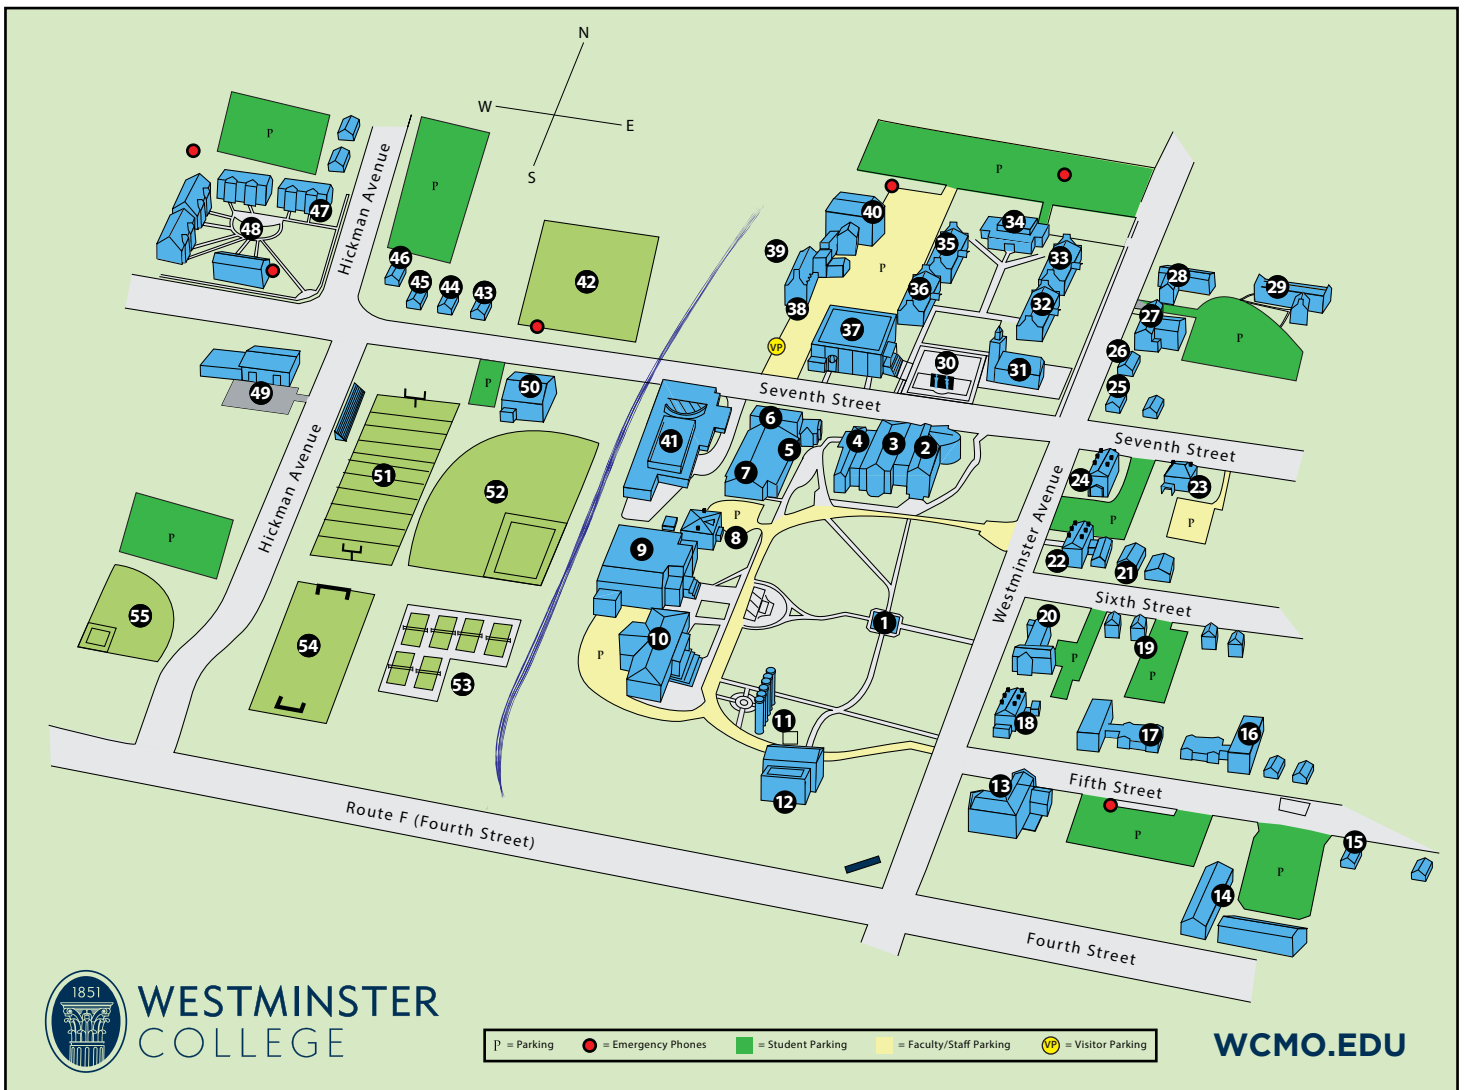 N
W
E
S
P
47
48
Hickman Avenue
P
46
45
44
43
42
P
40
39
38
P
35
36
34
33
32
37
VP
30
31
28
29
27
P
26
25
49
P
50
Seventh Street
Seventh Street
41
6
5
7
4
3
2
51
52
Hickman Avenue
P
8
9
24
23
P
P
22
21
Westminster Avenue
Sixth Street
P
55
54
53
10
P
1
20
19
P
P
18
17
16
11
12
13
Fifth Street
P
15
P
14
Route F (Fourth Street)
Fourth Street
1851
WESTMINSTER
COLLEGE
P = Parking
= Emergency Phones
= Student Parking
= Faculty/Staff Parking
VP = Visitor Parking
WCMO.EDU